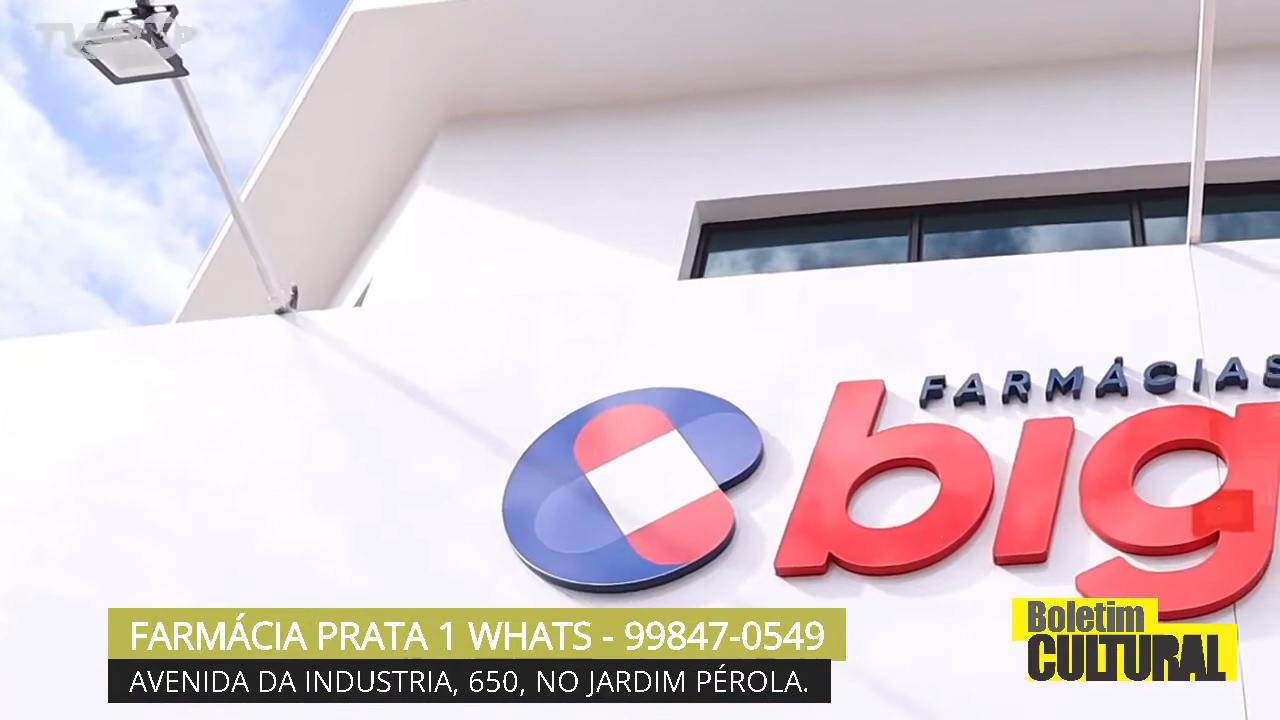 FARMÁCIAS
big
FARMÁCIA PRATA 1 WHATS - 99847-0549
AVENIDA DA INDUSTRIA, 650, NO JARDIM PÉROLA.
Boletim
CULTURAL